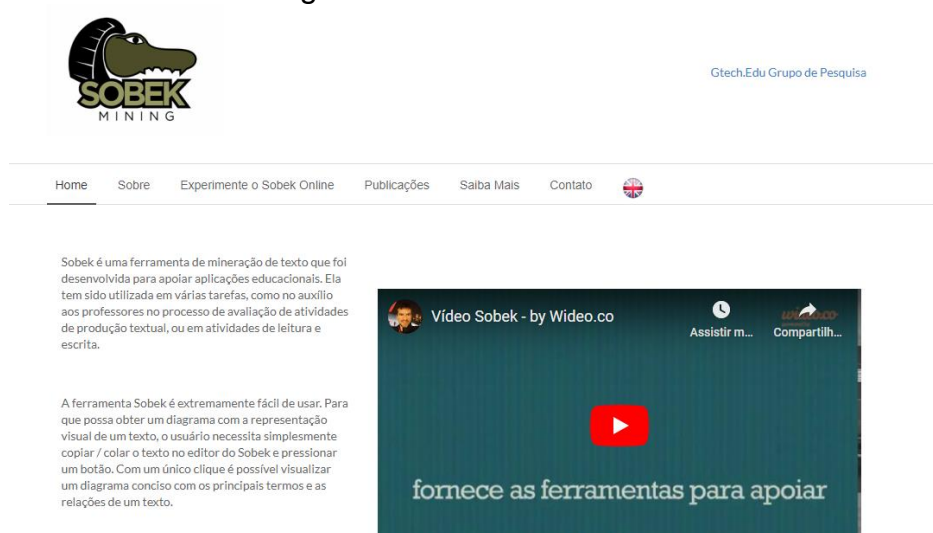 SOBEK
MINING
Gtech.Edu Grupo de Pesquisa
Home Sobre Experimente o Sobek Online Publicações Saiba Mais Contato
Sobek é uma ferramenta de mineração de texto que foi
desenvolvida para apoiar aplicações educacionais. Ela
tem sido utilizada em várias tarefas, como no auxílio
aos professores no processo de avaliação de atividades
de produção textual, ou em atividades de leitura e
escrita.
A ferramenta Sobek é extremamente fácil de usar. Para
que possa obter um diagrama com a representação
visual de um texto, o usuário necessita simplesmente
copiar / colar o texto no editor do Sobek e pressionar
um botão. Com um único clique é possível visualizar
um diagrama conciso com os principais termos e as
relações de um texto.
Vídeo Sobek - by Wideo.co
Assistir m... Compartilh...
fornece as ferramentas para apoiar